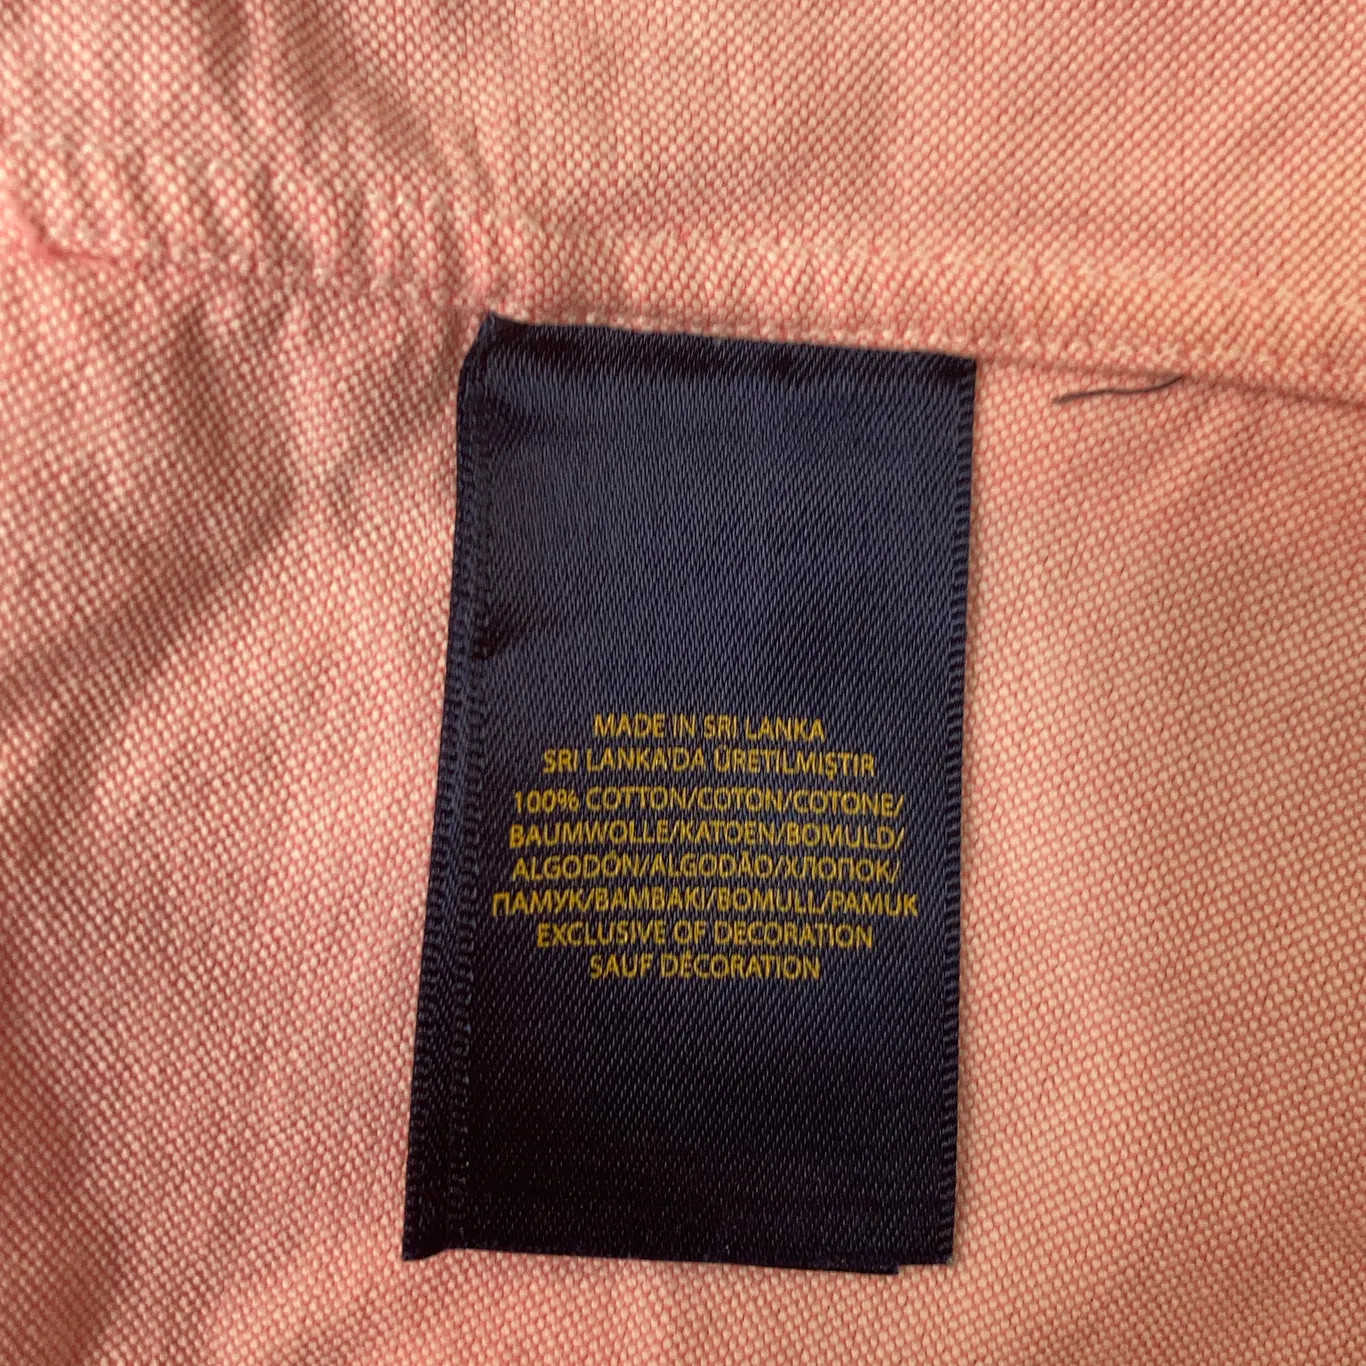 MADE IN SRI LANKA
SRI LANKA'DA ÜRETILMIŞTIR
100% COTTON/COTON/COTONE/
BAUMWOLLE/KATOEN/BOMULD/
ALGODÓN/ALGODÃO/ХЛОПОК/
ПАМУК/ΒΑΜΒΑΚΙ/BOMULL/PAMUK
EXCLUSIVE OF DECORATION
SAUF DÉCORATION